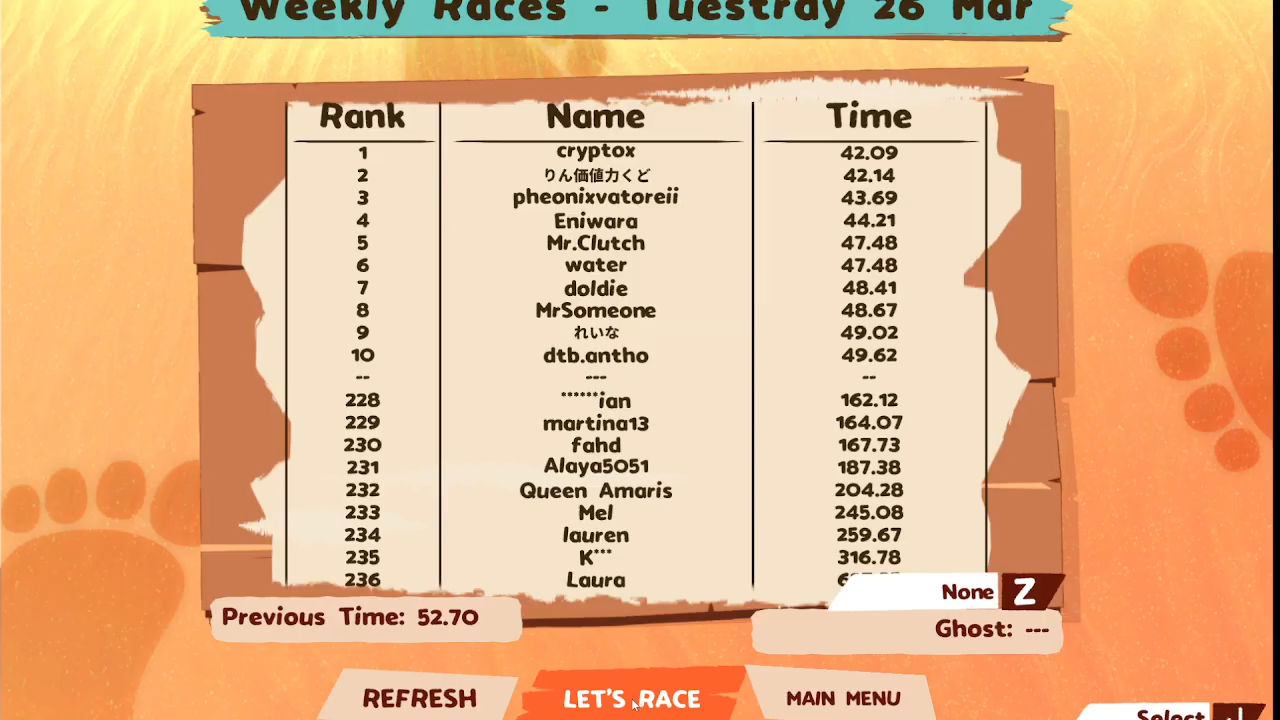 Weekly Races - Tuestray 26 Mar
Rank Name Time
1 cryptox 42.09
2 りん価値力くど 42.14
3 pheonixvatoreii 43.69
4 Eniwara 44.21
5 Mr.Clutch 47.48
6 water 47.48
7 doldie 48.41
8 MrSomeone 48.67
9 れいな 49.02
10 dtb.antho 49.62
-- --- --
228 ******ian 162.12
229 martina13 164.07
230 fahd 167.73
231 Alaya5051 187.38
232 Queen Amaris 204.28
233 Mel 245.08
234 lauren 259.67
235 K*** 316.78
236 Laura
None Z
Previous Time: 52.70
Ghost: ---
REFRESH LET'S RACE MAIN MENU
Select